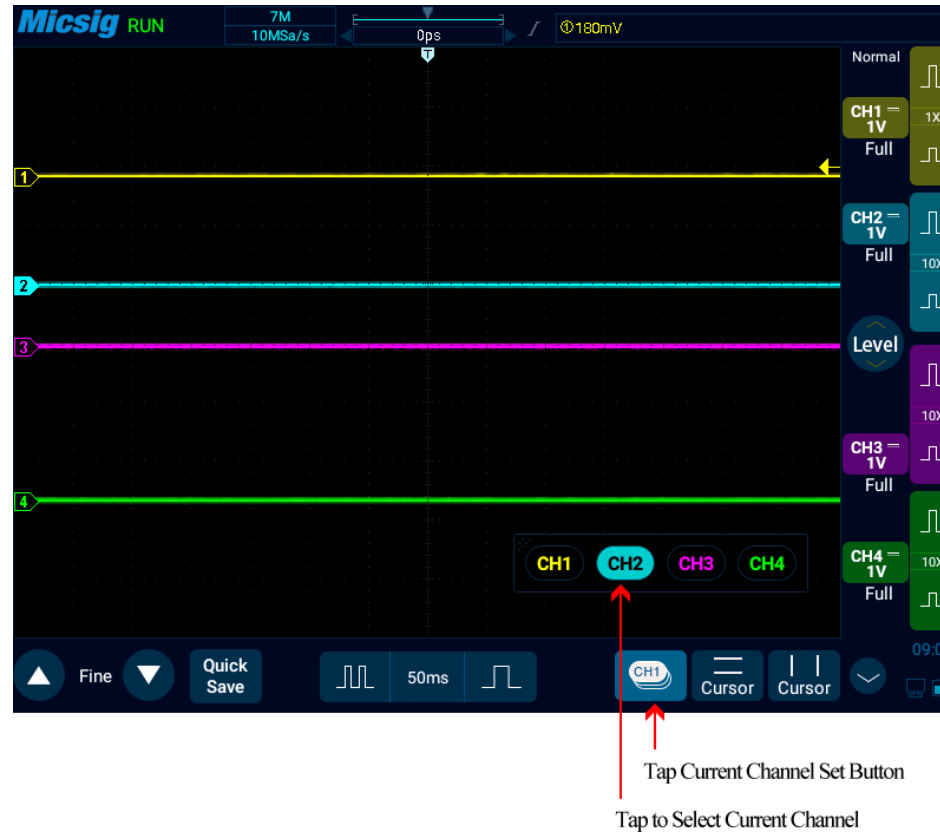 Micsig RUN
7M
10MSa/s
0ps
①180mV
T
Normal
CH1
1V
Full
1X
1
CH2
1V
Full
10X
2
3
Level
10X
CH3
1V
Full
4
CH4
1V
Full
10X
CH1 CH2 CH3 CH4
Fine
Quick
Save
50ms
CH1
Cursor
Cursor
Tap Current Channel Set Button
Tap to Select Current Channel